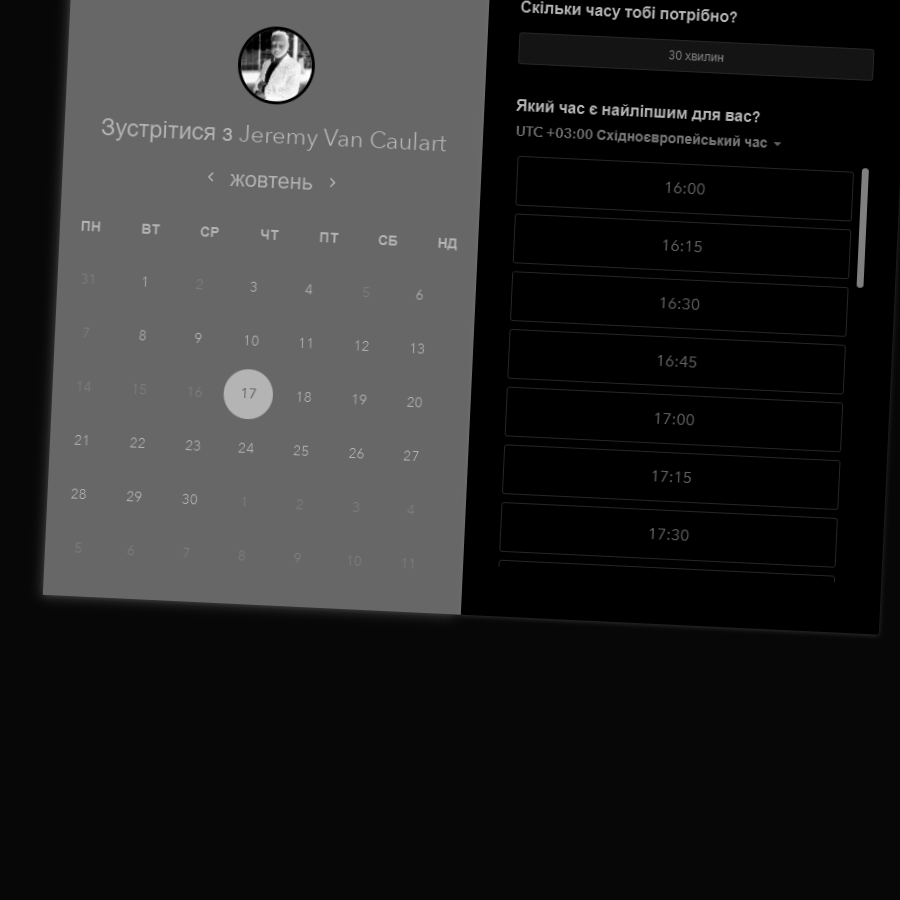 Зустрітися з Jeremy Van Caulart
жовтень
ПН ВТ СР ЧТ ПТ СБ НД
31 1 2 3 4 5 6
7 8 9 10 11 12 13
14 15 16 17 18 19 20
21 22 23 24 25 26 27
28 29 30 1 2 3 4
5 6 7 8 9 10 11
Скільки часу тобі потрібно?
30 хвилин
Який час є найліпшим для вас?
UTC +03:00 Східноєвропейський час
16:00
16:15
16:30
16:45
17:00
17:15
17:30